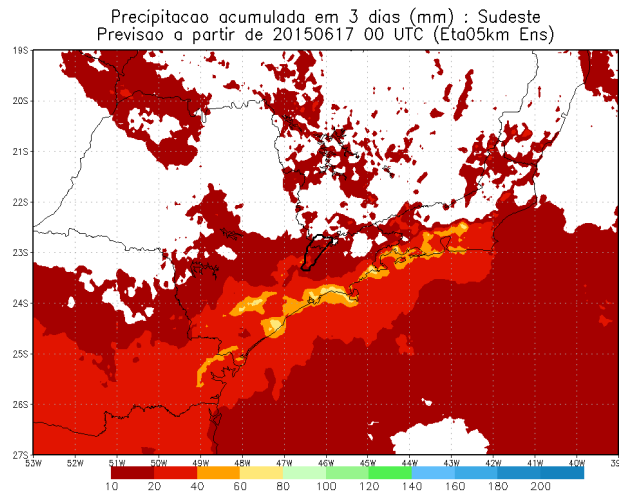 Precipitacao acumulada em 3 dias (mm) : Sudeste
Previsao a partir de 20150617 00 UTC (Eta05km Ens)
19S
20S
21S
22S
23S
24S
25S
26S
27S
53W 52W 51W 50W 49W 48W 47W 46W 45W 44W 43W 42W 41W 40W 39W
10 20 40 60 80 100 120 140 160 180 200